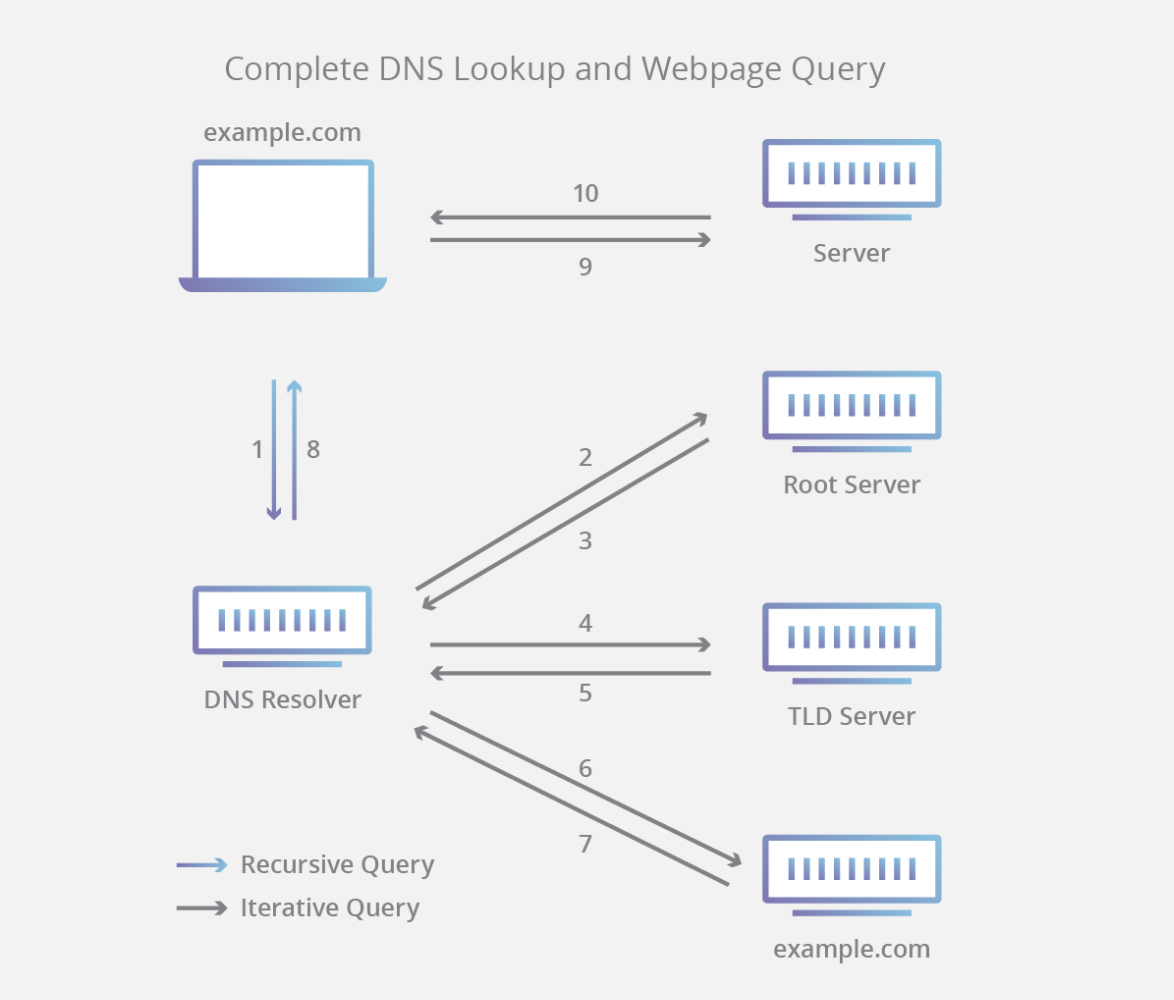 Complete DNS Lookup and Webpage Query
example.com
10
9
Server
1
8
2
3
Root Server
DNS Resolver
4
5
TLD Server
6
7
example.com
Recursive Query
Iterative Query